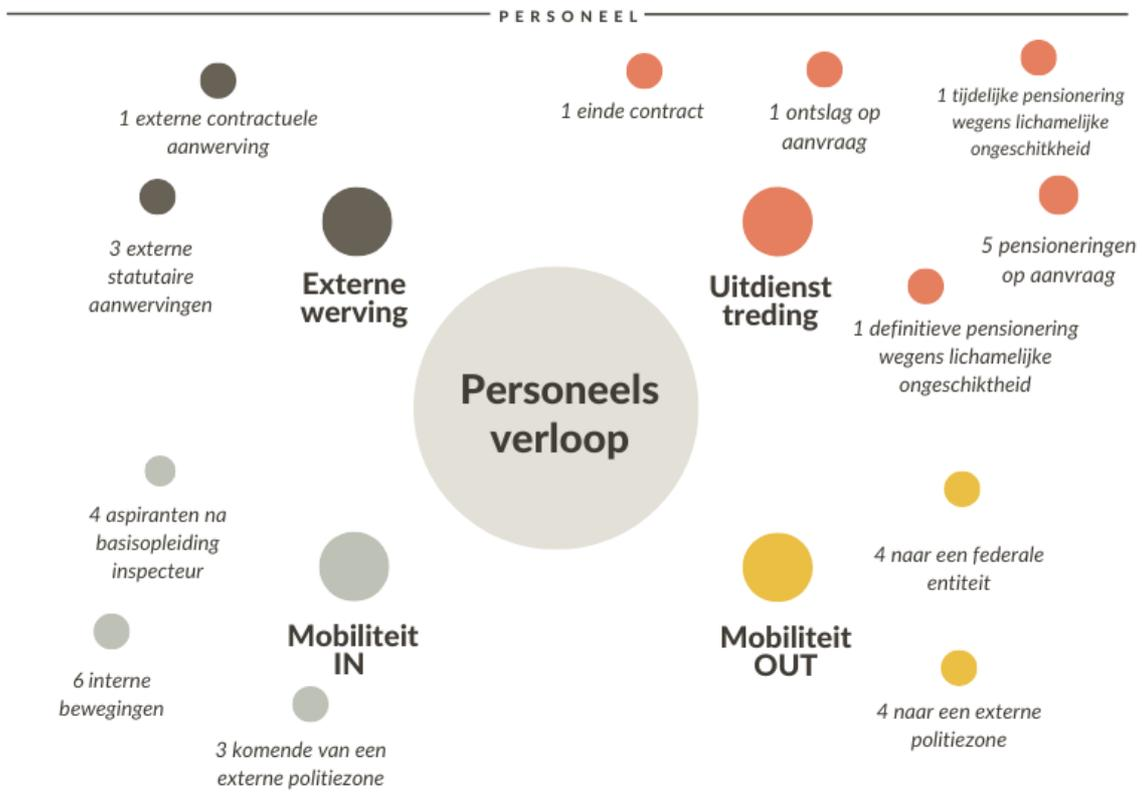 PERSONEEL
1 externe contractuele
aanwerving
3 externe
statutaire
aanwervingen
Externe
werving
1 einde contract
1 ontslag op
aanvraag
1 tijdelijke pensionering
wegens lichamelijke
ongeschitkheid
5 pensioneringen
op aanvraag
Uitdienst
treding
1 definitieve pensionering
wegens lichamelijke
ongeschiktheid
Personeels
verloop
4 aspiranten na
basisopleiding
inspecteur
Mobiliteit
IN
6 interne
bewegingen
3 komende van een
externe politiezone
Mobiliteit
OUT
4 naar een federale
entiteit
4 naar een externe
politiezone